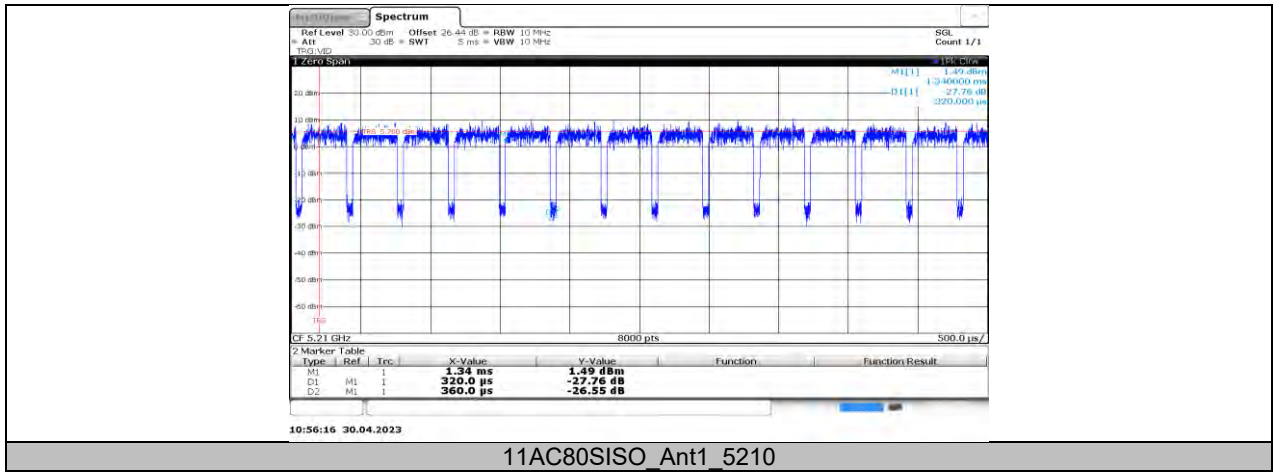 Spectrum
Ref Level 30.00 dBm Offset 26.44 dB RBW 10 MHz SGL
Att 30 dB SWT 5 ms VBW 10 MHz Count 1/1
TRG:VID
1 Zero Span 1Pk Clrw
M1[1] 1.49 dBm
1.340000 ms
D1[1] -27.76 dB
320.000 µs
20 dBm
10 dBm
TRG 5.700 dBm
0 dBm
-10 dBm
-20 dBm
-30 dBm
-40 dBm
-50 dBm
-60 dBm
TRG
CF 5.21 GHz 8000 pts 500.0 µs/
2 Marker Table
Type Ref Trc X-Value Y-Value Function Function Result
M1 1 1.34 ms 1.49 dBm
D1 M1 1 320.0 µs -27.76 dB
D2 M1 1 360.0 µs -26.55 dB
10:56:16 30.04.2023
11AC80SISO_Ant1_5210